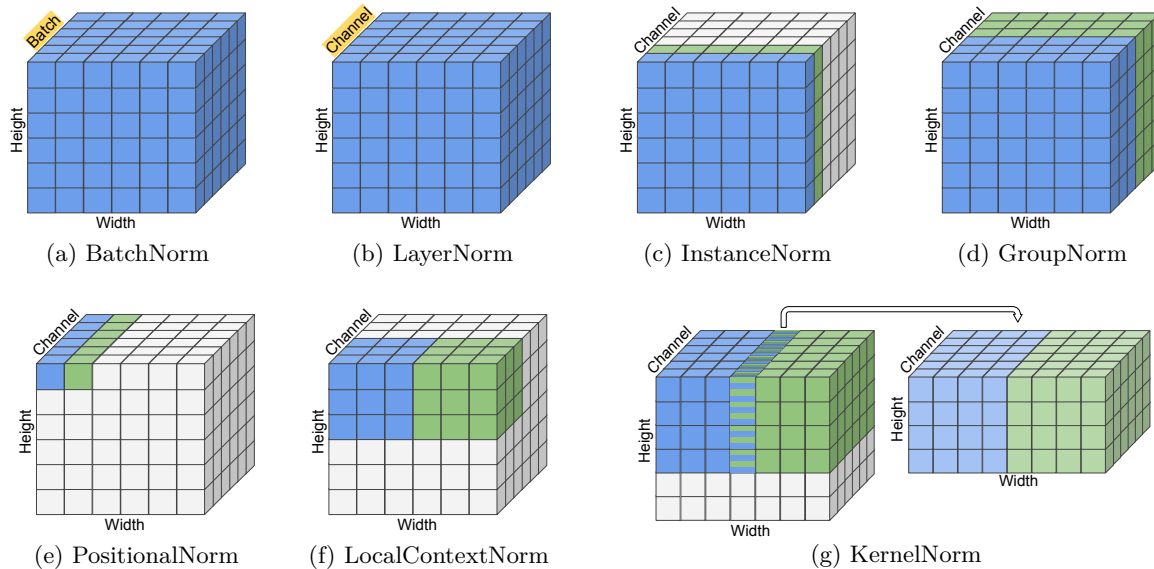 Batch
Height
Width
(a) BatchNorm
Channel
Height
Width
(b) LayerNorm
Channel
Height
Width
(c) InstanceNorm
Channel
Height
Width
(d) GroupNorm
Channel
Height
Width
(e) PositionalNorm
Channel
Height
Width
(f) LocalContextNorm
Channel
Height
Width
Channel
Height
Width
(g) KernelNorm